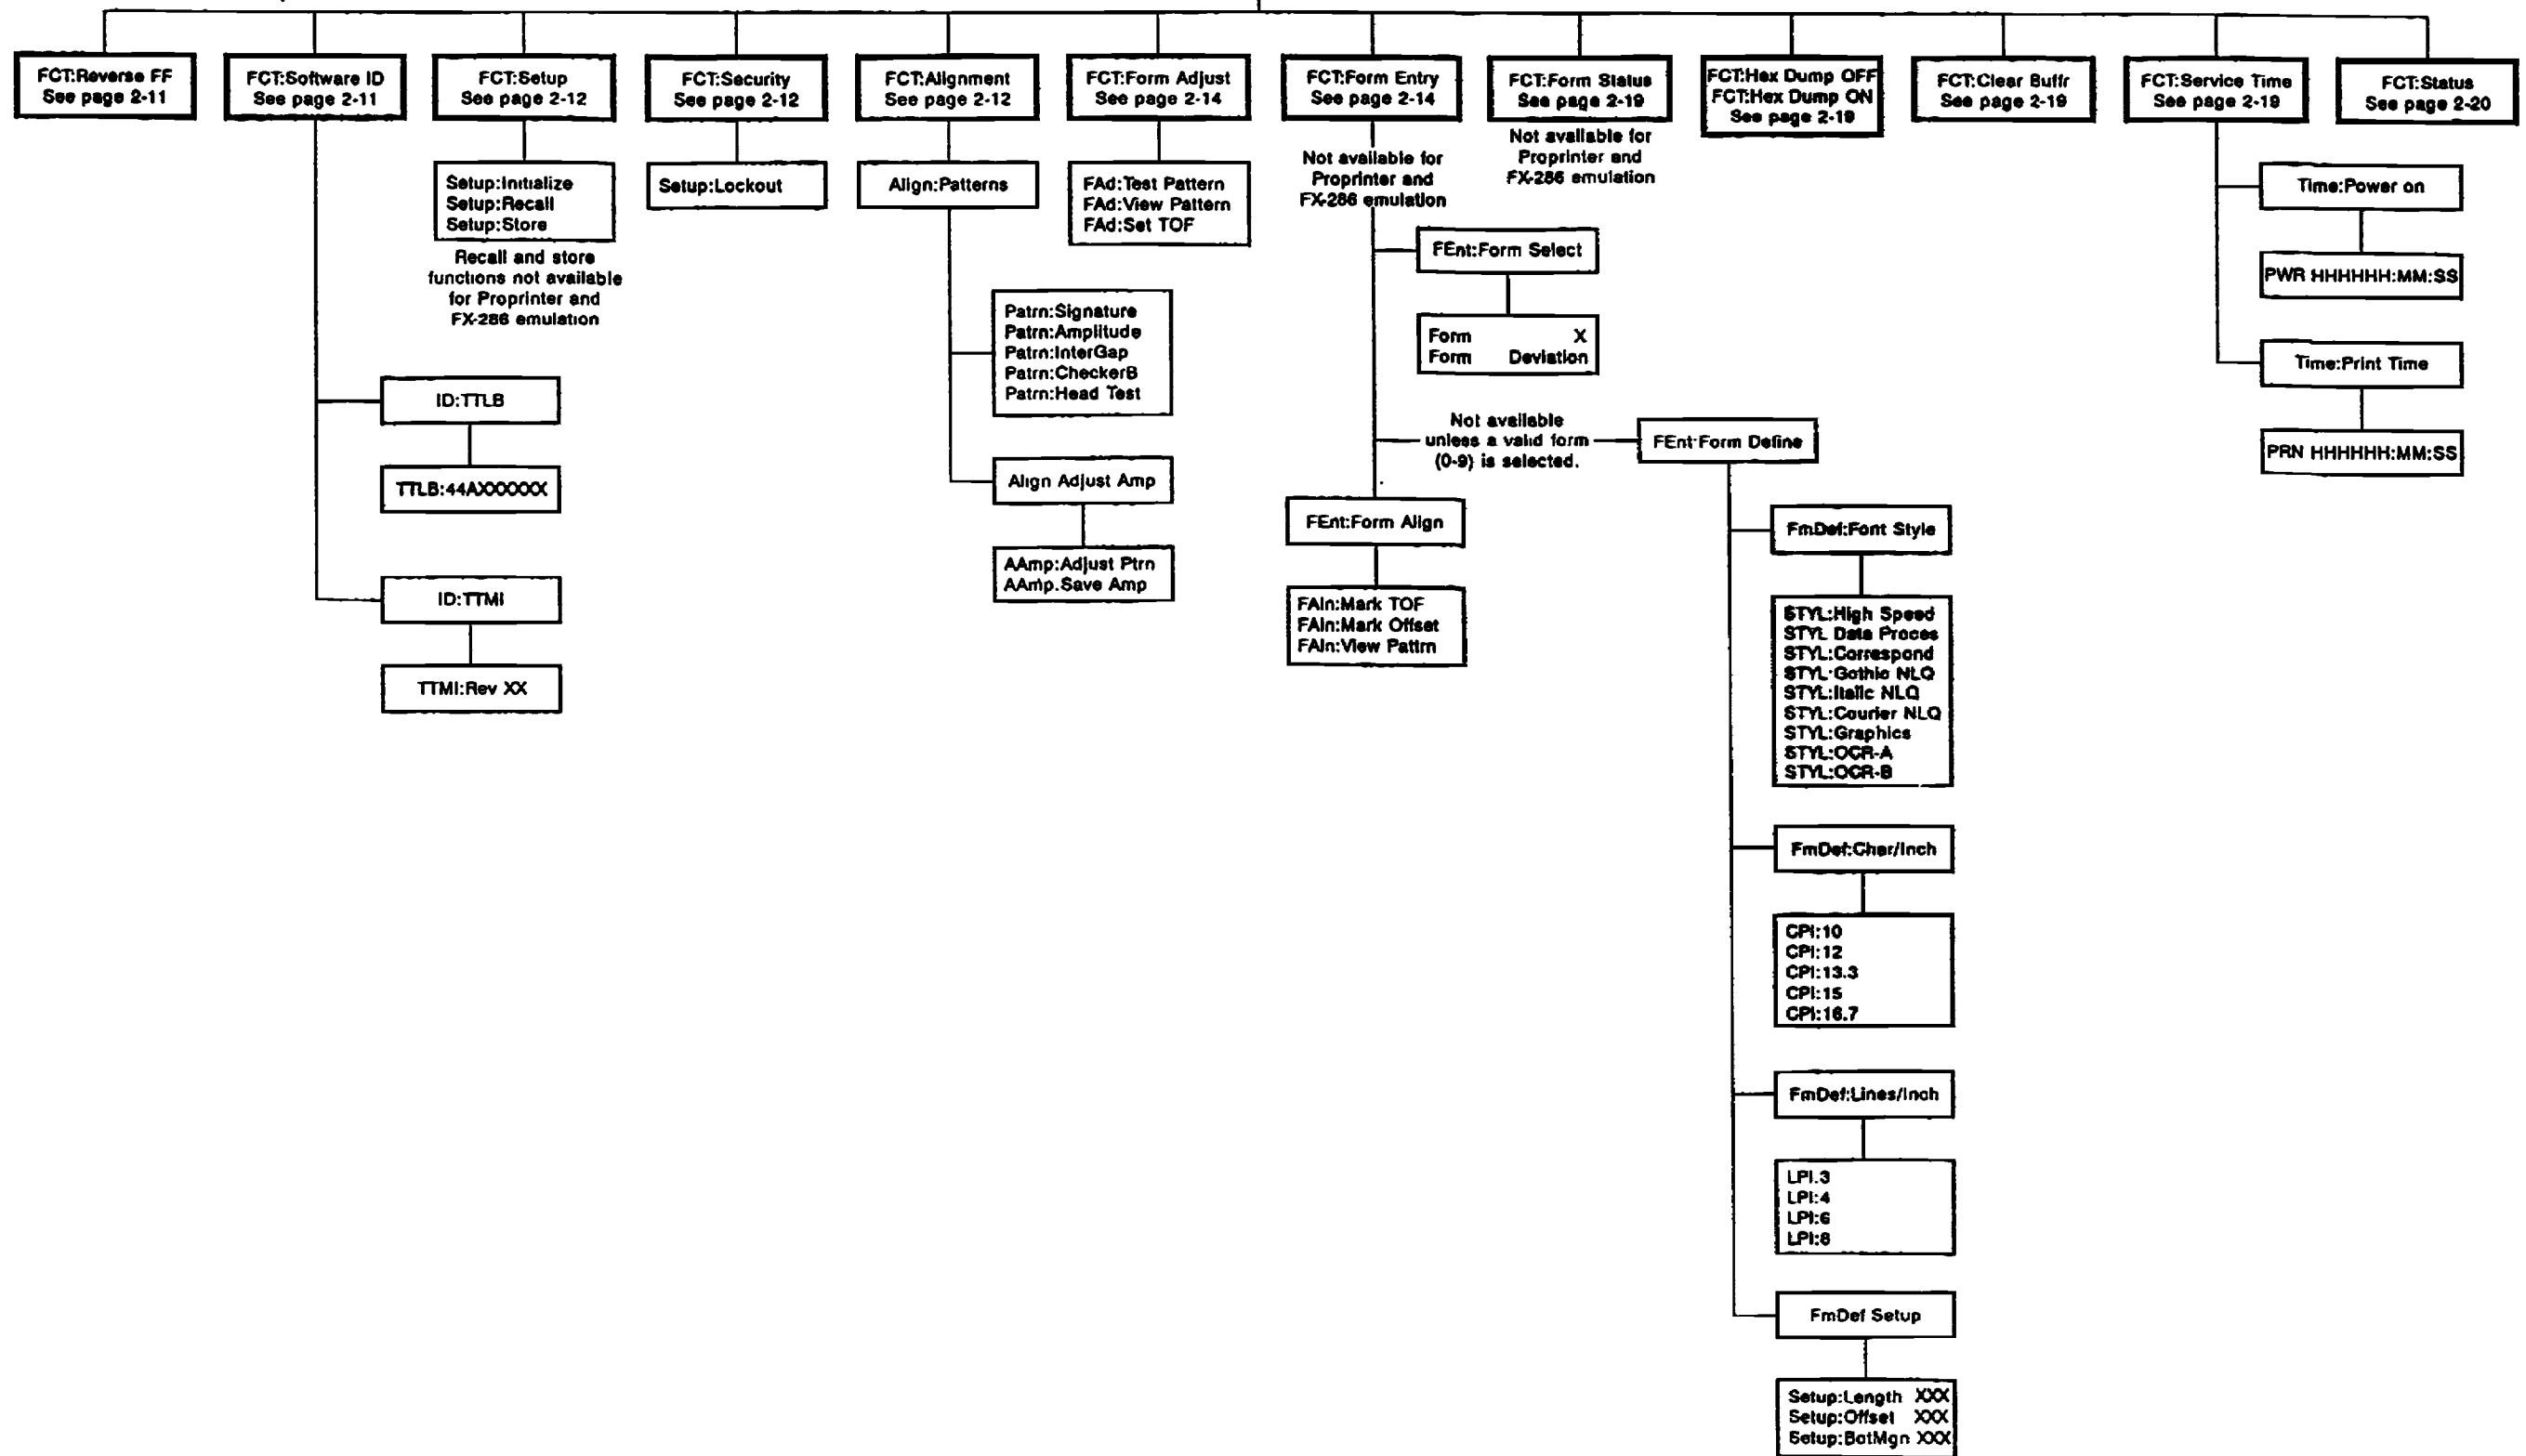 FCT:Reverse FF
See page 2-11
FCT:Software ID
See page 2-11
FCT:Setup
See page 2-12
FCT:Security
See page 2-12
FCT:Alignment
See page 2-12
FCT:Form Adjust
See page 2-14
FCT:Form Entry
See page 2-14
FCT:Form Status
See page 2-19
FCT:Hex Dump OFF
FCT:Hex Dump ON
See page 2-19
FCT:Clear Buffr
See page 2-19
FCT:Service Time
See page 2-19
FCT:Status
See page 2-20
ID:TTLB
TTLB:44AXXXXXX
ID:TTMI
TTMI:Rev XX
Setup:Initialize
Setup:Recall
Setup:Store
Recall and store
functions not available
for Proprinter and
FX-286 emulation
Setup:Lockout
Align:Patterns
Patrn:Signature
Patrn:Amplitude
Patrn:InterGap
Patrn:CheckerB
Patrn:Head Test
Align Adjust Amp
AAmp:Adjust Ptrn
AAmp.Save Amp
FAd:Test Pattern
FAd:View Pattern
FAd:Set TOF
Not available for
Proprinter and
FX-286 emulation
FEnt:Form Select
Form X
Form Deviation
Not available
unless a valid form
(0-9) is selected.
FEnt·Form Define
FEnt:Form Align
FAln:Mark TOF
FAln:Mark Offset
FAln:View Pattrn
FmDef:Font Style
STYL:High Speed
STYL Data Proces
STYL:Correspond
STYL·Gothic NLQ
STYL:Italic NLQ
STYL:Courier NLQ
STYL:Graphics
STYL:OCR-A
STYL:OCR-B
FmDef:Char/Inch
CPI:10
CPI:12
CPI:13.3
CPI:15
CPI:16.7
FmDef:Lines/Inch
LPI.3
LPI:4
LPI:6
LPI:8
FmDef Setup
Setup:Length XXX
Setup:Offset XXX
Setup:BotMgn XXX
Not available for
Proprinter and
FX-286 emulation
Time:Power on
PWR HHHHHH:MM:SS
Time:Print Time
PRN HHHHHH:MM:SS